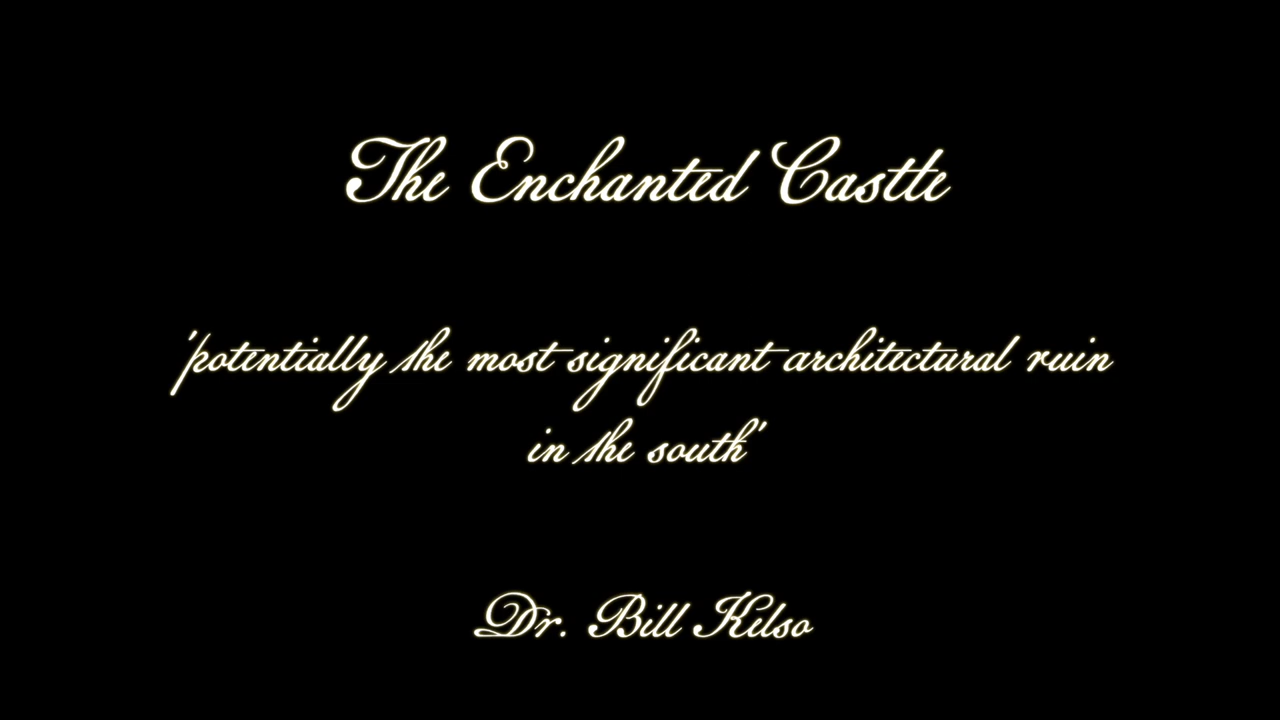 The Enchanted Castle
'potentially the most significant architectural ruin
in the south'
Dr. Bill Kelso